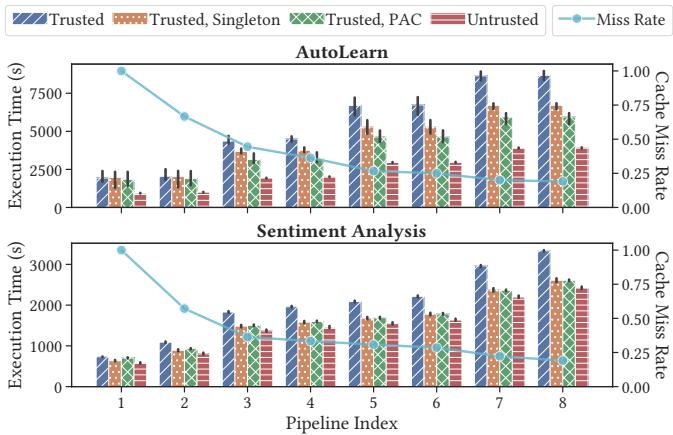 Trusted Trusted, Singleton Trusted, PAC Untrusted Miss Rate
AutoLearn
Execution Time (s)
7500
5000
2500
0
1.00
0.75
0.50
0.25
0.00
Cache Miss Rate
Sentiment Analysis
Execution Time (s)
3000
2000
1000
0
1.00
0.75
0.50
0.25
0.00
Cache Miss Rate
1 2 3 4 5 6 7 8
Pipeline Index